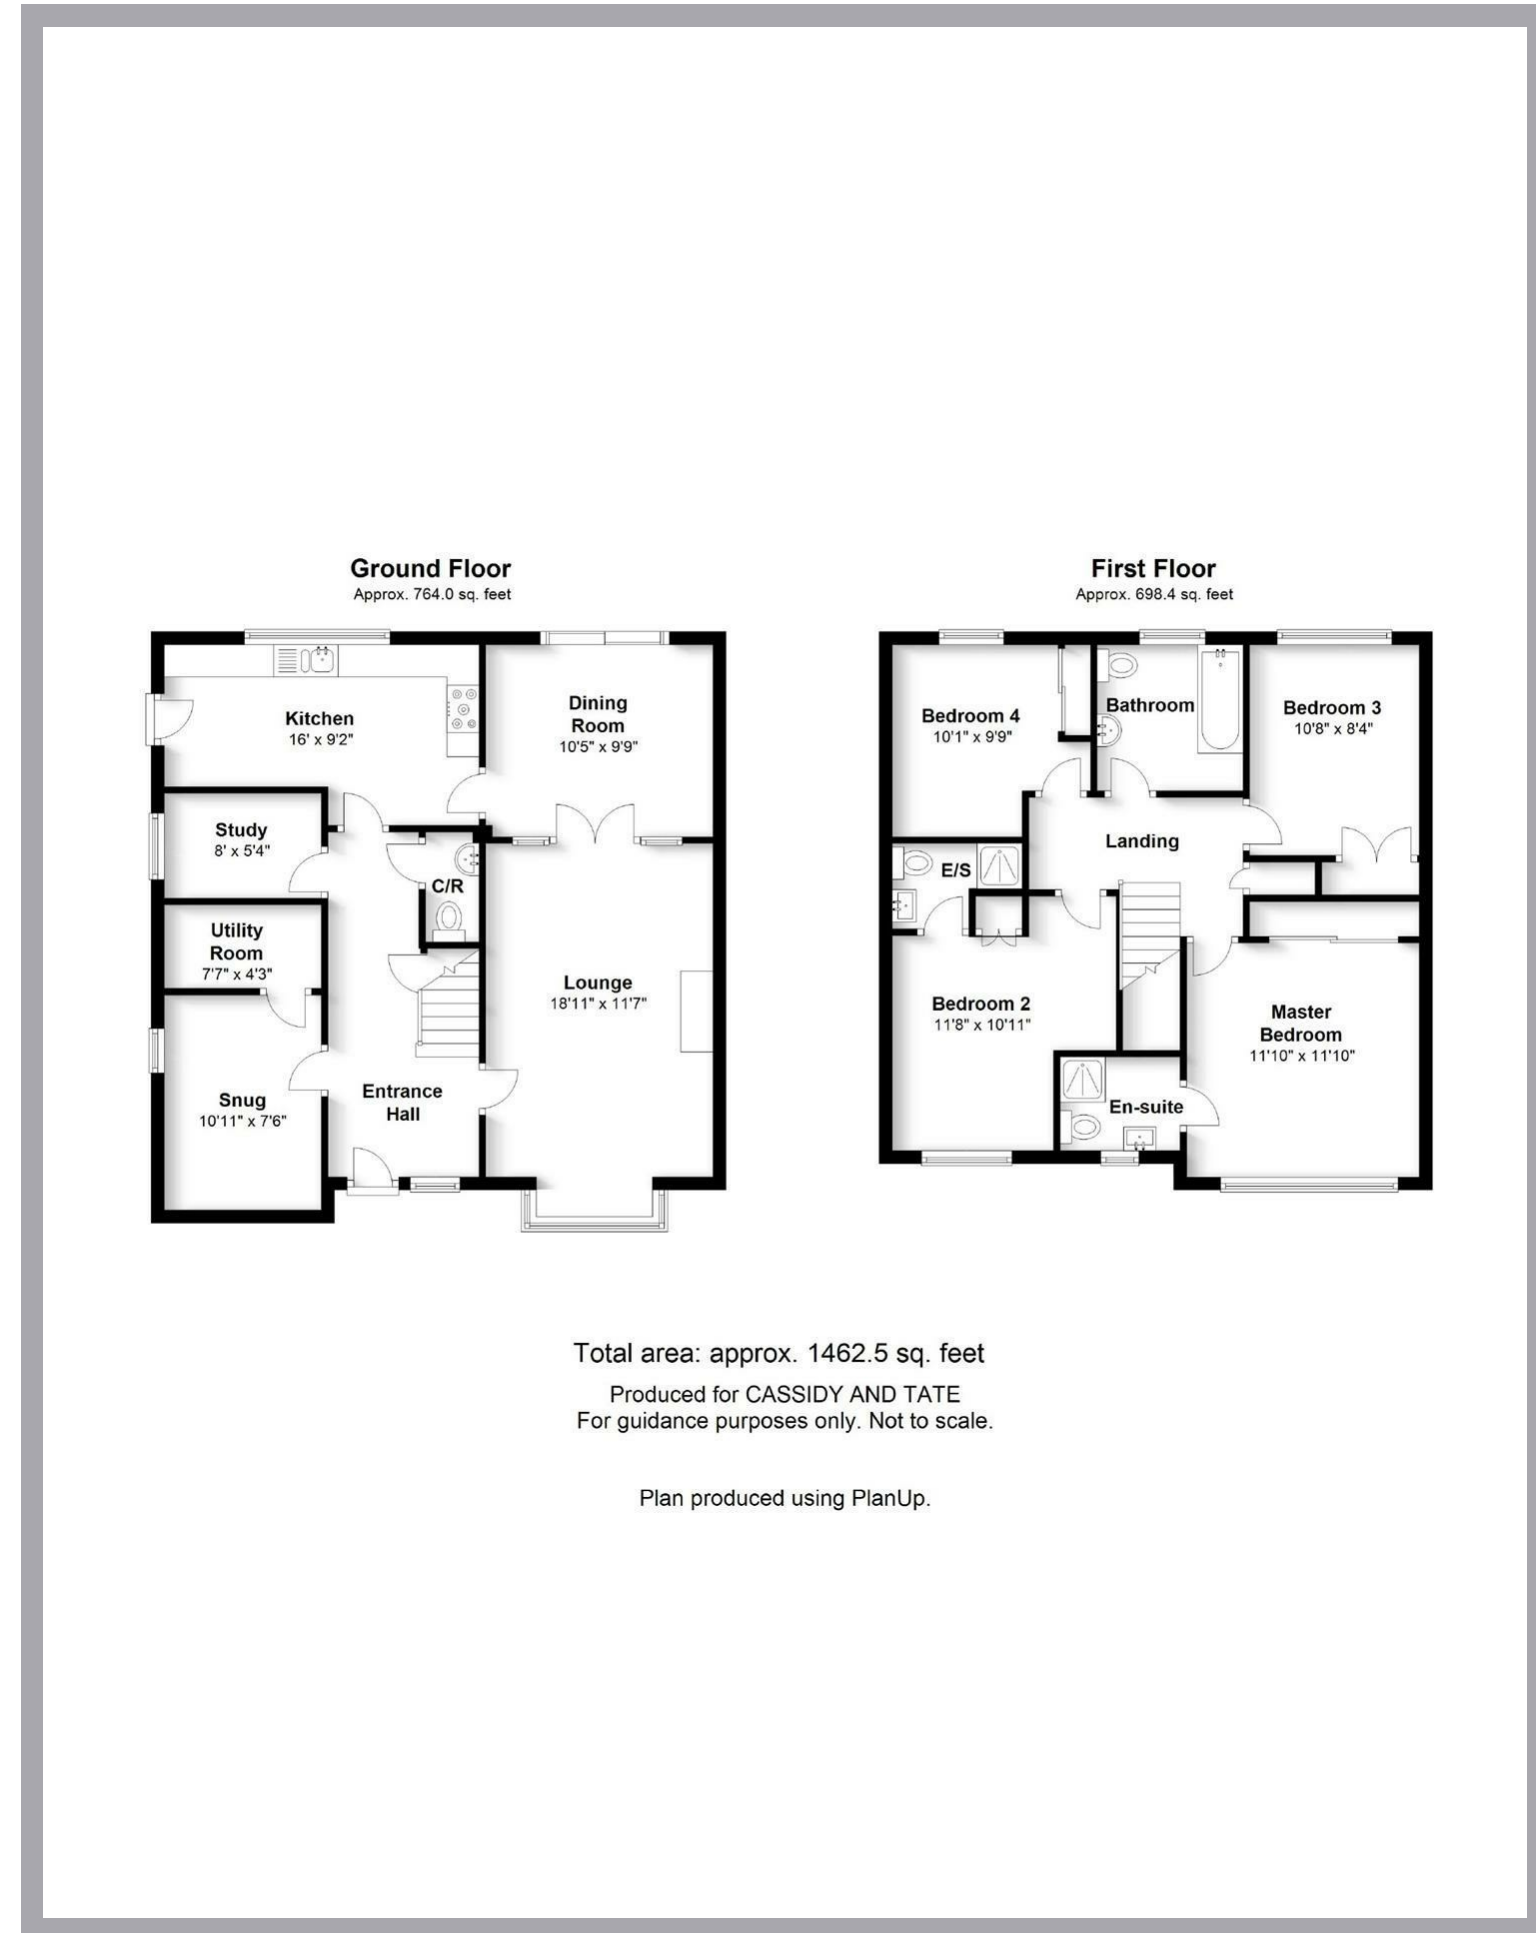 Ground Floor
Approx. 764.0 sq. feet
Kitchen
16' x 9'2"
Dining
Room
10'5" x 9'9"
Study
8' x 5'4"
C/R
Utility
Room
7'7" x 4'3"
Lounge
18'11" x 11'7"
Snug
10'11" x 7'6"
Entrance
Hall
First Floor
Approx. 698.4 sq. feet
Bedroom 4
10'1" x 9'9"
Bathroom
Bedroom 3
10'8" x 8'4"
Landing
E/S
Bedroom 2
11'8" x 10'11"
Master
Bedroom
11'10" x 11'10"
En-suite
Total area: approx. 1462.5 sq. feet
Produced for CASSIDY AND TATE
For guidance purposes only. Not to scale.
Plan produced using PlanUp.